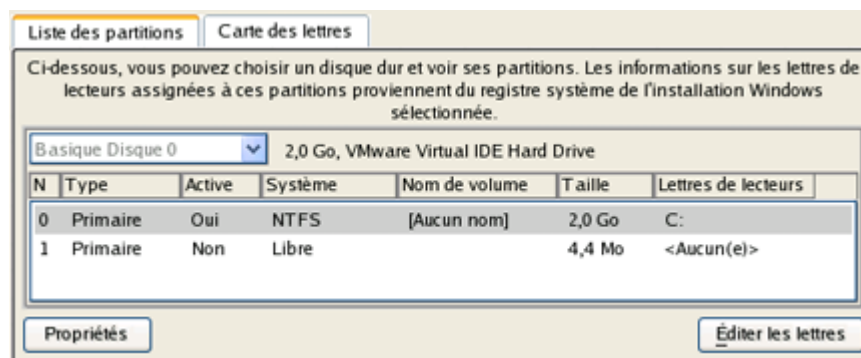 Liste des partitions Carte des lettres
Ci-dessous, vous pouvez choisir un disque dur et voir ses partitions. Les informations sur les lettres de
lecteurs assignées à ces partitions proviennent du registre système de l'installation Windows
sélectionnée.
Basique Disque 0 2,0 Go, VMware Virtual IDE Hard Drive
N Type Active Système Nom de volume Taille Lettres de lecteurs
0 Primaire Oui NTFS [Aucun nom] 2,0 Go C:
1 Primaire Non Libre 4,4 Mo <Aucun(e)>
Propriétés Éditer les lettres